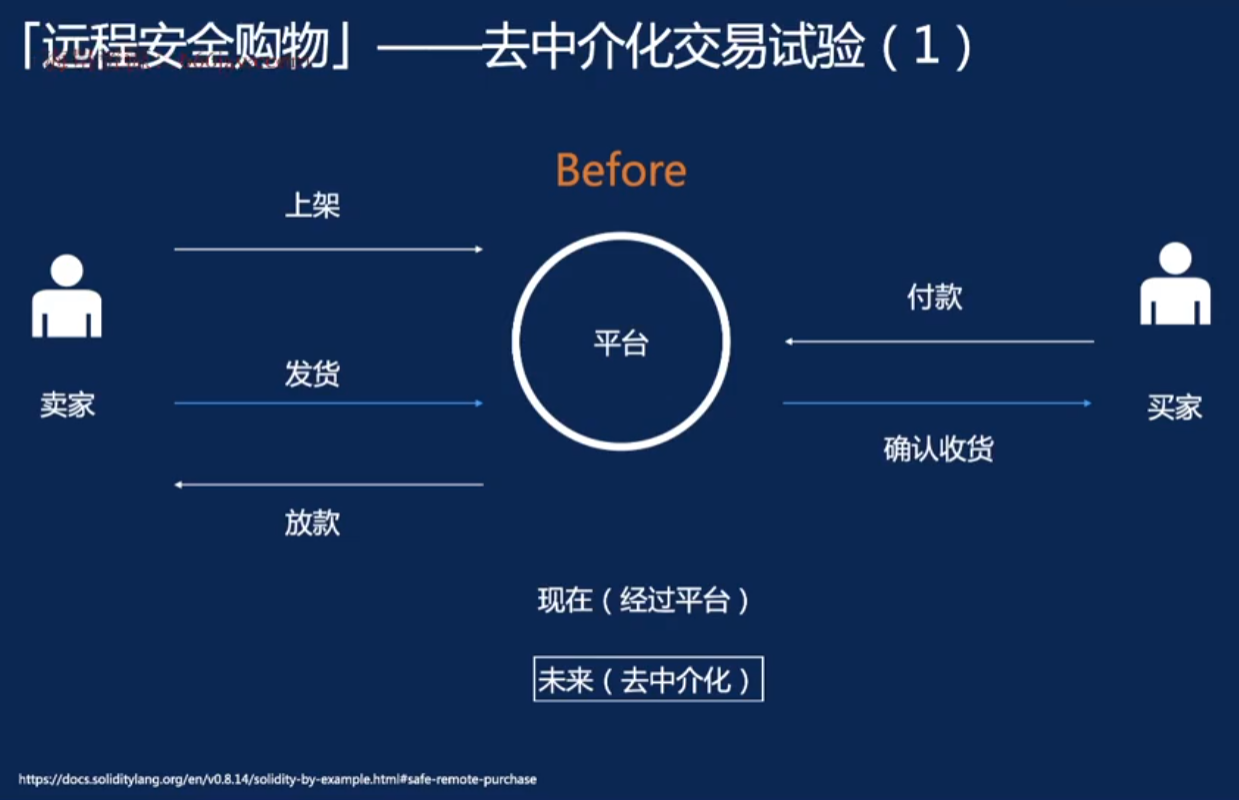 「远程安全购物」——去中介化交易试验（1）
Before
上架
付款
平台
发货
卖家
买家
确认收货
放款
现在（经过平台）
未来（去中介化）
https://docs.soliditylang.org/en/v0.8.14/solidity-by-example.html#safe-remote-purchase